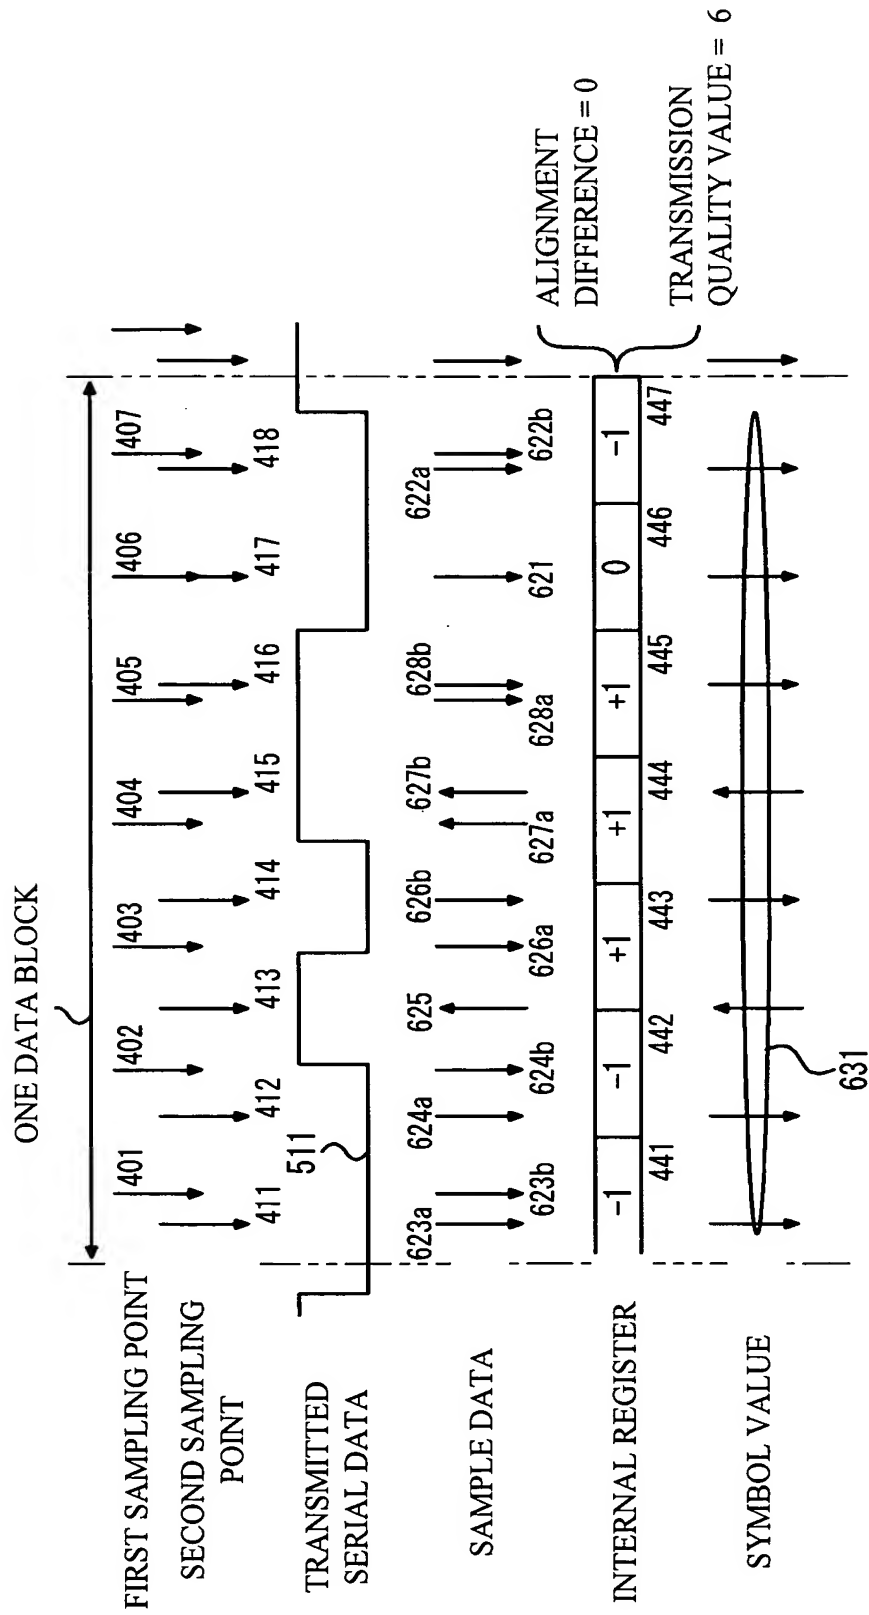 ONE DATA BLOCK
FIRST SAMPLING POINT
401 402 403 404 405 406 407
SECOND SAMPLING
POINT
411 412 413 414 415 416 417 418
TRANSMITTED
SERIAL DATA
511
SAMPLE DATA
623a 624a 625 626b 627b 628b 622a
623b 624b 626a 627a 628a 621 622b
ALIGNMENT
DIFFERENCE = 0
INTERNAL REGISTER
-1 -1 +1 +1 +1 0 -1
441 442 443 444 445 446 447
TRANSMISSION
QUALITY VALUE = 6
SYMBOL VALUE
631